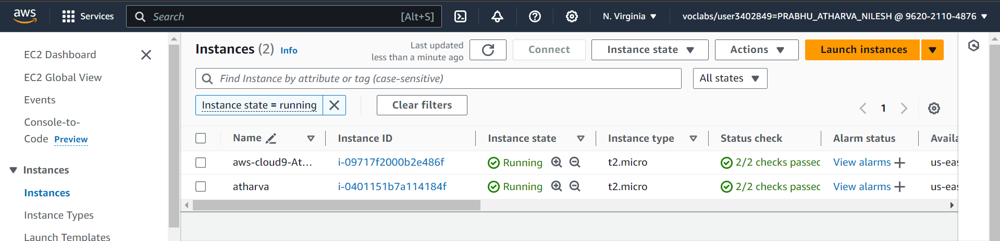 aws
Services
Search [Alt+S]
N. Virginia
voclabs/user3402849=PRABHU_ATHARVA_NILESH @ 9620-2110-4876
EC2 Dashboard
EC2 Global View
Events
Console-to-
Code Preview
Instances
Instances
Instance Types
Launch Templates
Instances (2) Info
Last updated
less than a minute ago
Connect
Instance state
Actions
Launch instances
Find Instance by attribute or tag (case-sensitive)
All states
Instance state = running
Clear filters
1
Name Instance ID Instance state Instance type Status check Alarm status Availa
aws-cloud9-At... i-09717f2000b2e486f Running t2.micro 2/2 checks passed View alarms us-eas
atharva i-0401151b7a114184f Running t2.micro 2/2 checks passed View alarms us-eas